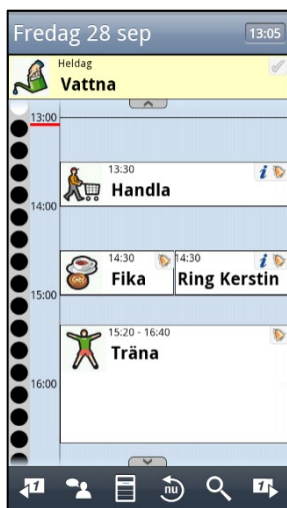 Fredag 28 sep
13:05
Heldag
Vattna
13:00
13:30
i
Handla
14:00
14:30
14:30
i
Fika
Ring Kerstin
15:00
15:20 - 16:40
Träna
16:00
1
nu
1